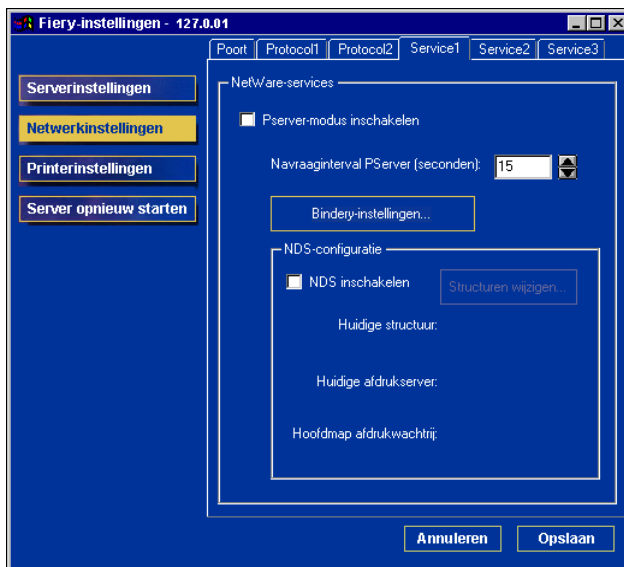 Fiery-instellingen - 127.0.01
Poort Protocol1 Protocol2 Service1 Service2 Service3
Serverinstellingen
Netwerkinstellingen
Printerinstellingen
Server opnieuw starten
NetWare-services
Pserver-modus inschakelen
Navraaginterval PServer (seconden): 15
Bindery-instellingen...
NDS-configuratie
NDS inschakelen Structuren wijzigen...
Huidige structuur:
Huidige afdrukserver:
Hoofdmap afdrukwachtrij:
Annuleren Opslaan